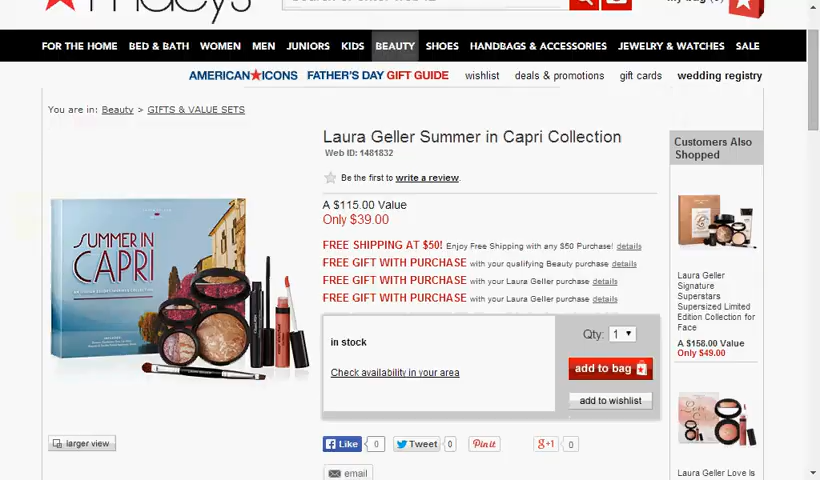 macys
FOR THE HOME BED & BATH WOMEN MEN JUNIORS KIDS BEAUTY SHOES HANDBAGS & ACCESSORIES JEWELRY & WATCHES SALE
AMERICAN★ICONS FATHER'S DAY GIFT GUIDE wishlist deals & promotions gift cards wedding registry
You are in: Beauty > GIFTS & VALUE SETS
SUMMER IN
CAPRI
larger view
Laura Geller Summer in Capri Collection
Web ID: 1481832
Be the first to write a review.
A $115.00 Value
Only $39.00
FREE SHIPPING AT $50! Enjoy Free Shipping with any $50 Purchase! details
FREE GIFT WITH PURCHASE with your qualifying Beauty purchase details
FREE GIFT WITH PURCHASE with your Laura Geller purchase details
FREE GIFT WITH PURCHASE with your Laura Geller purchase details
in stock
Check availability in your area
Qty: 1
add to bag
add to wishlist
Like 0 Tweet 0 Pin it g+1 0
email
Customers Also
Shopped
Laura Geller
Signature
Superstars
Supersized Limited
Edition Collection for
Face
A $158.00 Value
Only $49.00
Laura Geller Love Is